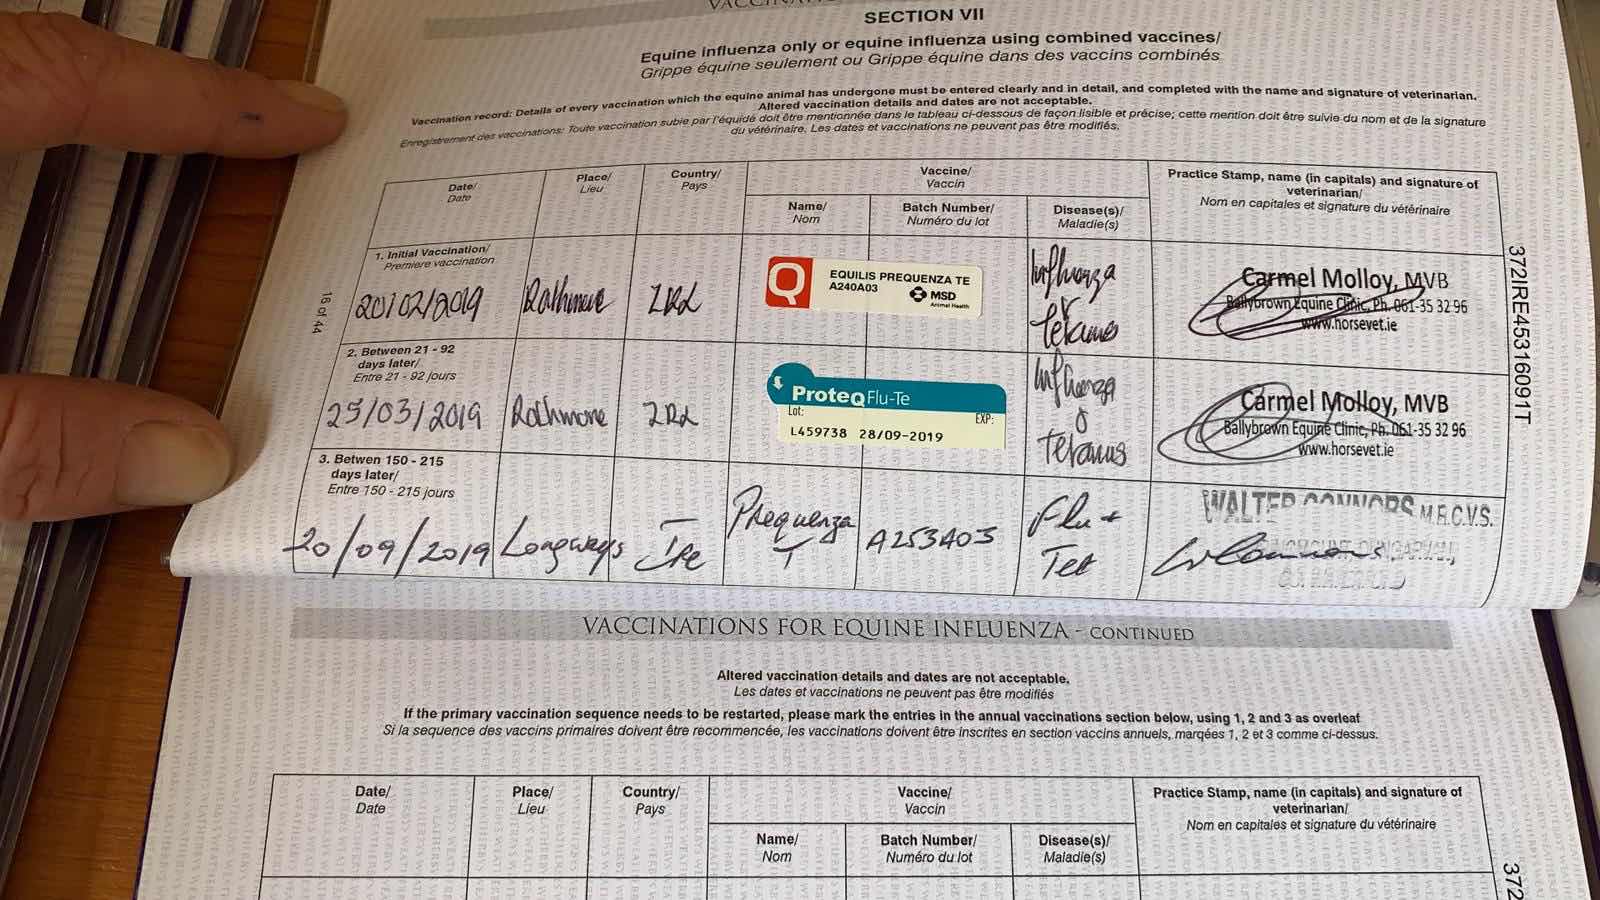 SECTION VII
Equine influenza only or equine influenza using combined vaccines/
Grippe équine seulement ou Grippe équine dans des vaccins combinés
Vaccination record: Details of every vaccination which the equine animal has undergone must be entered clearly and in detail, and completed with the name and signature of veterinarian.
Altered vaccination details and dates are not acceptable.
Enregistrement des vaccinations: Toute vaccination subie par l'équidé doit être mentionnée dans le tableau ci-dessous de façon lisible et précise; cette mention doit être suivie du nom et de la signature
du vétérinaire. Les dates et vaccinations ne peuvent pas être modifiés.
Date/
Date
Place/
Lieu
Country/
Pays
Vaccine/
Vaccin
Name/
Nom
Batch Number/
Numéro du lot
Disease(s)/
Maladie(s)
Practice Stamp, name (in capitals) and signature of
veterinarian/
Nom en capitales et signature du vétérinaire
1. Initial Vaccination/
Premiere vaccination
20/02/2019
Rathmore
IRL
Q
EQUILIS PREQUENZA TE
A240A03
MSD
Animal Health
Influenza
&
Tetanus
Carmel Molloy, MVB
Ballybrown Equine Clinic, Ph. 061-35 32 96
www.horsevet.ie
2. Between 21 - 92
days later/
Entre 21 - 92 jours
25/03/2019
Rathmore
IRL
ProteQ Flu-Te
Lot:
EXP:
L459738 28/09-2019
Influenza
&
Tetanus
Carmel Molloy, MVB
Ballybrown Equine Clinic, Ph. 061-35 32 96
www.horsevet.ie
3. Betwen 150 - 215
days later/
Entre 150 - 215 jours
20/09/2019
Longways
Ire
Prequenza
T
A253A03
Flu +
Tet
WALTER CONNORS M.R.C.V.S.
W Connors
16 of 44
372IRE45316091T
VACCINATIONS FOR EQUINE INFLUENZA - CONTINUED
Altered vaccination details and dates are not acceptable.
Les dates et vaccinations ne peuvent pas être modifiés
If the primary vaccination sequence needs to be restarted, please mark the entries in the annual vaccinations section below, using 1, 2 and 3 as overleaf
Si la sequence des vaccins primaires doivent être recommencée, les vaccinations doivent être inscrites en section vaccins annuels, marqées 1, 2 et 3 comme ci-dessus.
Date/
Date
Place/
Lieu
Country/
Pays
Vaccine/
Vaccin
Name/
Nom
Batch Number/
Numéro du lot
Disease(s)/
Maladie(s)
Practice Stamp, name (in capitals) and signature of
veterinarian/
Nom en capitales et signature du vétérinaire
372